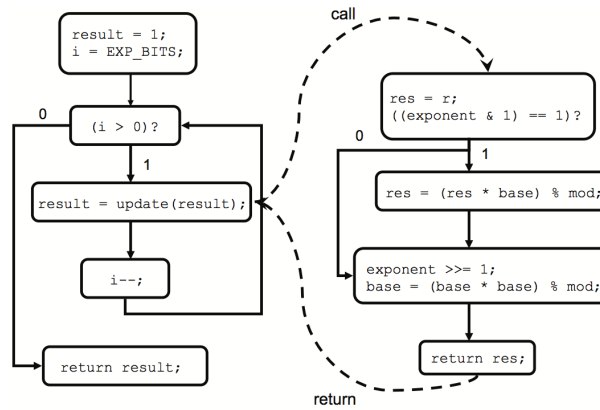 call
result = 1;
i = EXP_BITS;
0
(i > 0)?
1
result = update(result);
i--;
return result;
res = r;
((exponent & 1) == 1)?
0
1
res = (res * base) % mod;
exponent >>= 1;
base = (base * base) % mod;
return res;
return